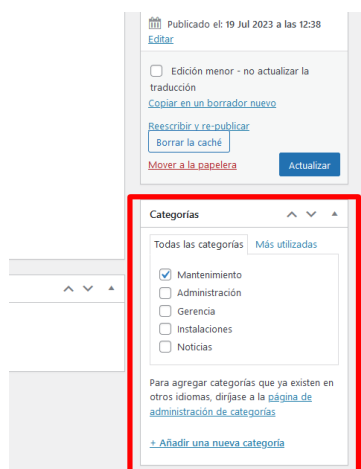 Publicado el: 19 Jul 2023 a las 12:38
Editar
Edición menor - no actualizar la
traducción
Copiar en un borrador nuevo
Reescribir y re-publicar
Borrar la caché
Mover a la papelera
Actualizar
Categorías
Todas las categorías Más utilizadas
Mantenimiento
Administración
Gerencia
Instalaciones
Noticias
Para agregar categorías que ya existen en
otros idiomas, diríjase a la página de
administración de categorías
+ Añadir una nueva categoría